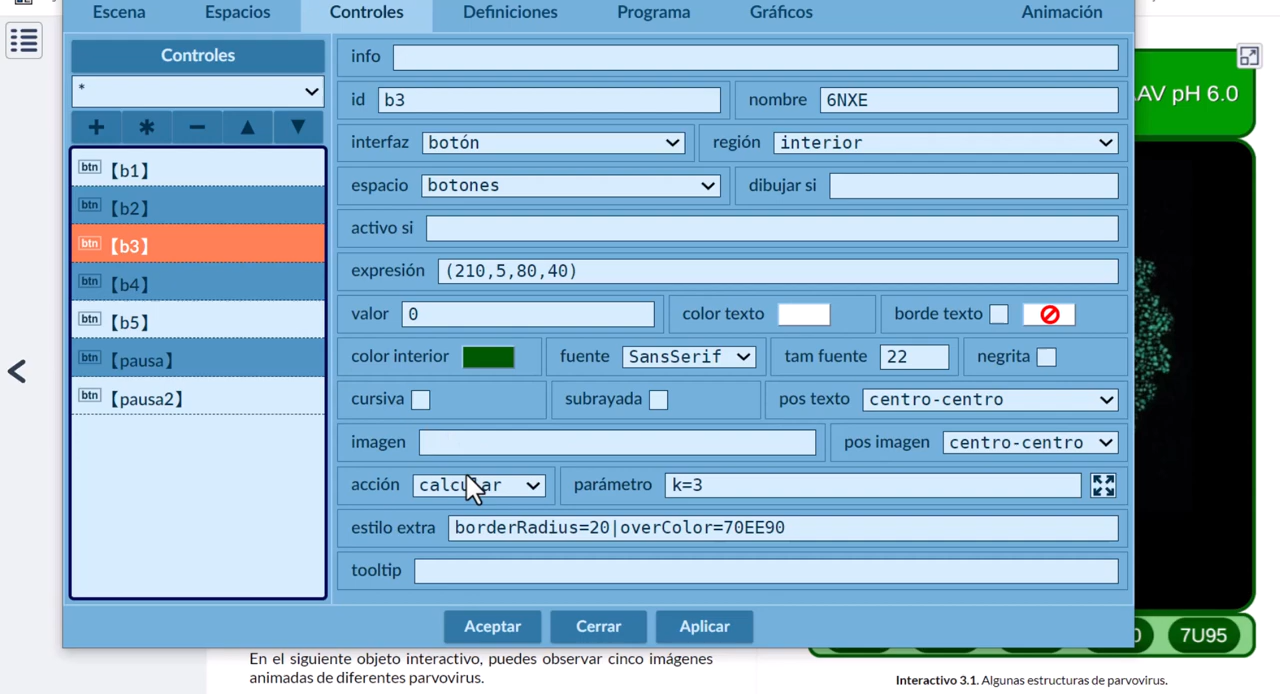 Escena Espacios Controles Definiciones Programa Gráficos Animación
Controles
*
btn 【b1】
btn 【b2】
btn 【b3】
btn 【b4】
btn 【b5】
btn 【pausa】
btn 【pausa2】
info
id b3 nombre 6NXE
interfaz botón región interior
espacio botones dibujar si
activo si
expresión (210,5,80,40)
valor 0 color texto borde texto
color interior fuente SansSerif tam fuente 22 negrita
cursiva subrayada pos texto centro-centro
imagen pos imagen centro-centro
acción calcular parámetro k=3
estilo extra borderRadius=20|overColor=70EE90
tooltip
Aceptar Cerrar Aplicar
AAV pH 6.0
7U95
En el siguiente objeto interactivo, puedes observar cinco imágenes
animadas de diferentes parvovirus.
Interactivo 3.1. Algunas estructuras de parvovirus.